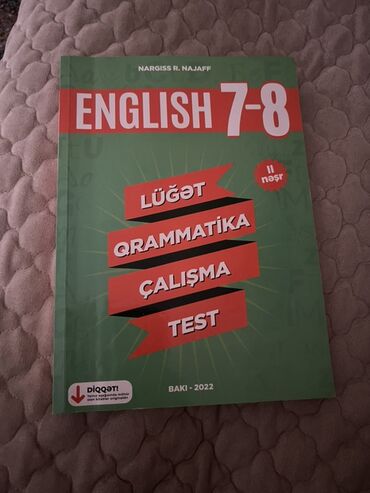 NARGISS R. NAJAFF
ENGLISH 7-8
II
nəşr
LÜĞƏT
QRAMMATİKA
ÇALIŞMA
TEST
DİQQƏT!
BAKI - 2022